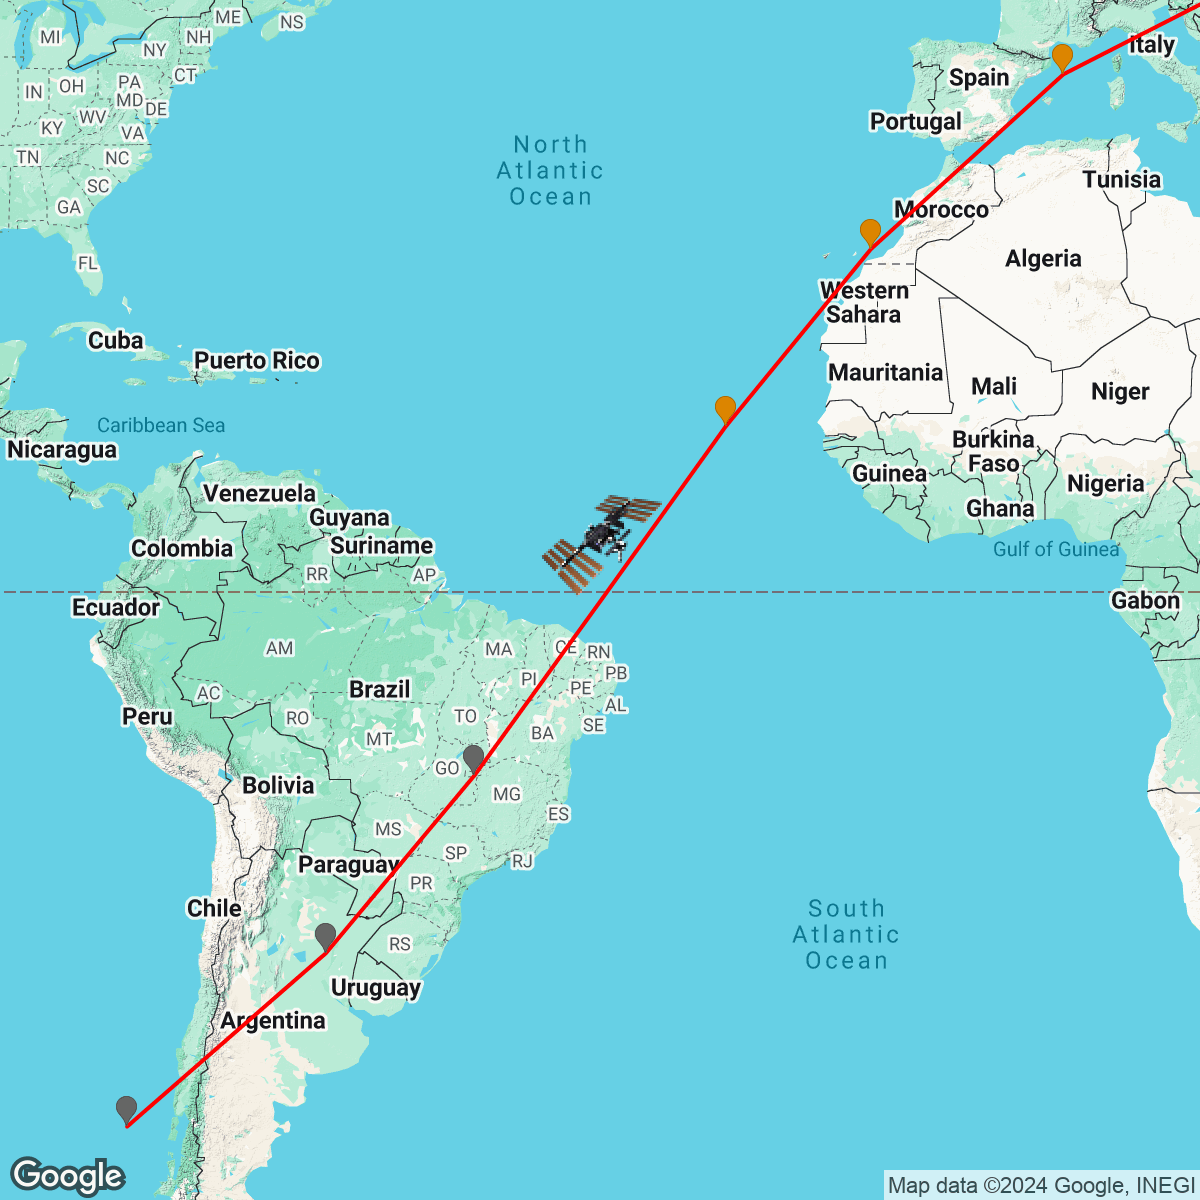 ME
NS
MI
NH
NY
CT
PA
OH
IN
MD
DE
WV
KY
VA
TN
NC
SC
GA
FL
North
Atlantic
Ocean
Italy
Spain
Portugal
Tunisia
Morocco
Algeria
Western
Sahara
Cuba
Puerto Rico
Mauritania
Mali
Niger
Caribbean Sea
Nicaragua
Burkina
Faso
Guinea
Nigeria
Ghana
Venezuela
Guyana
Suriname
Colombia
Gulf of Guinea
RR
AP
Ecuador
Gabon
AM
MA
CE
RN
PI
PB
PE
AC
Brazil
AL
Peru
RO
TO
SE
MT
BA
GO
Bolivia
MG
ES
MS
SP
RJ
Paraguay
PR
Chile
South
Atlantic
Ocean
RS
Uruguay
Argentina
Google
Map data ©2024 Google, INEGI